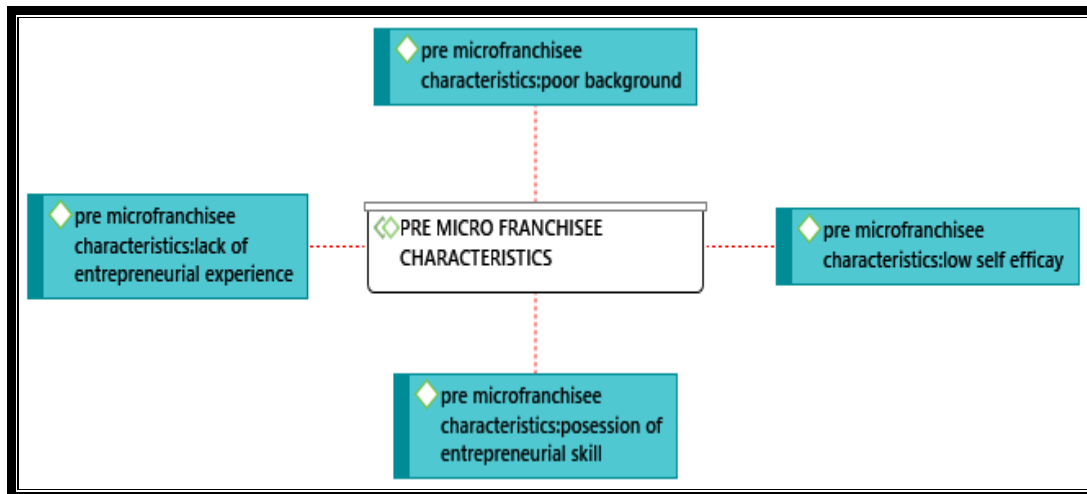 pre microfranchisee
characteristics:poor background
pre microfranchisee
characteristics:lack of
entrepreneurial experience
PRE MICRO FRANCHISEE
CHARACTERISTICS
pre microfranchisee
characteristics:low self efficay
pre microfranchisee
characteristics:posession of
entrepreneurial skill